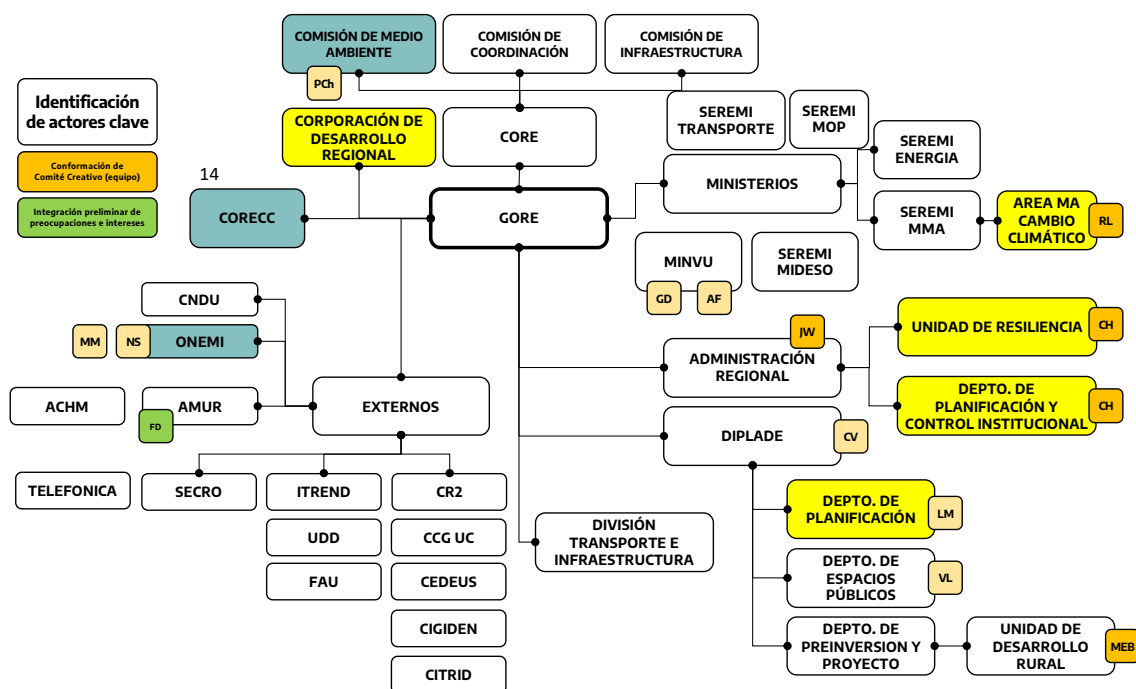 COMISIÓN DE MEDIO
AMBIENTE
PCh
COMISIÓN DE
COORDINACIÓN
COMISIÓN DE
INFRAESTRUCTURA
Identificación
de actores clave
Conformación de
Comité Creativo (equipo)
Integración preliminar de
preocupaciones e intereses
CORPORACIÓN DE
DESARROLLO
REGIONAL
CORE
SEREMI
TRANSPORTE
SEREMI
MOP
SEREMI
ENERGIA
14
CORECC
GORE
MINISTERIOS
SEREMI
MMA
AREA MA
CAMBIO
CLIMÁTICO
RL
MINVU
GD
AF
SEREMI
MIDESO
CNDU
MM
NS
ONEMI
JW
ADMINISTRACIÓN
REGIONAL
UNIDAD DE RESILIENCIA
CH
DEPTO. DE
PLANIFICACIÓN Y
CONTROL INSTITUCIONAL
CH
ACHM
AMUR
FD
EXTERNOS
DIPLADE
CV
TELEFONICA
SECRO
ITREND
CR2
UDD
CCG UC
FAU
CEDEUS
CIGIDEN
CITRID
DIVISIÓN
TRANSPORTE E
INFRAESTRUCTURA
DEPTO. DE
PLANIFICACIÓN
LM
DEPTO. DE
ESPACIOS
PÚBLICOS
VL
DEPTO. DE
PREINVERSION Y
PROYECTO
UNIDAD DE
DESARROLLO
RURAL
MEB